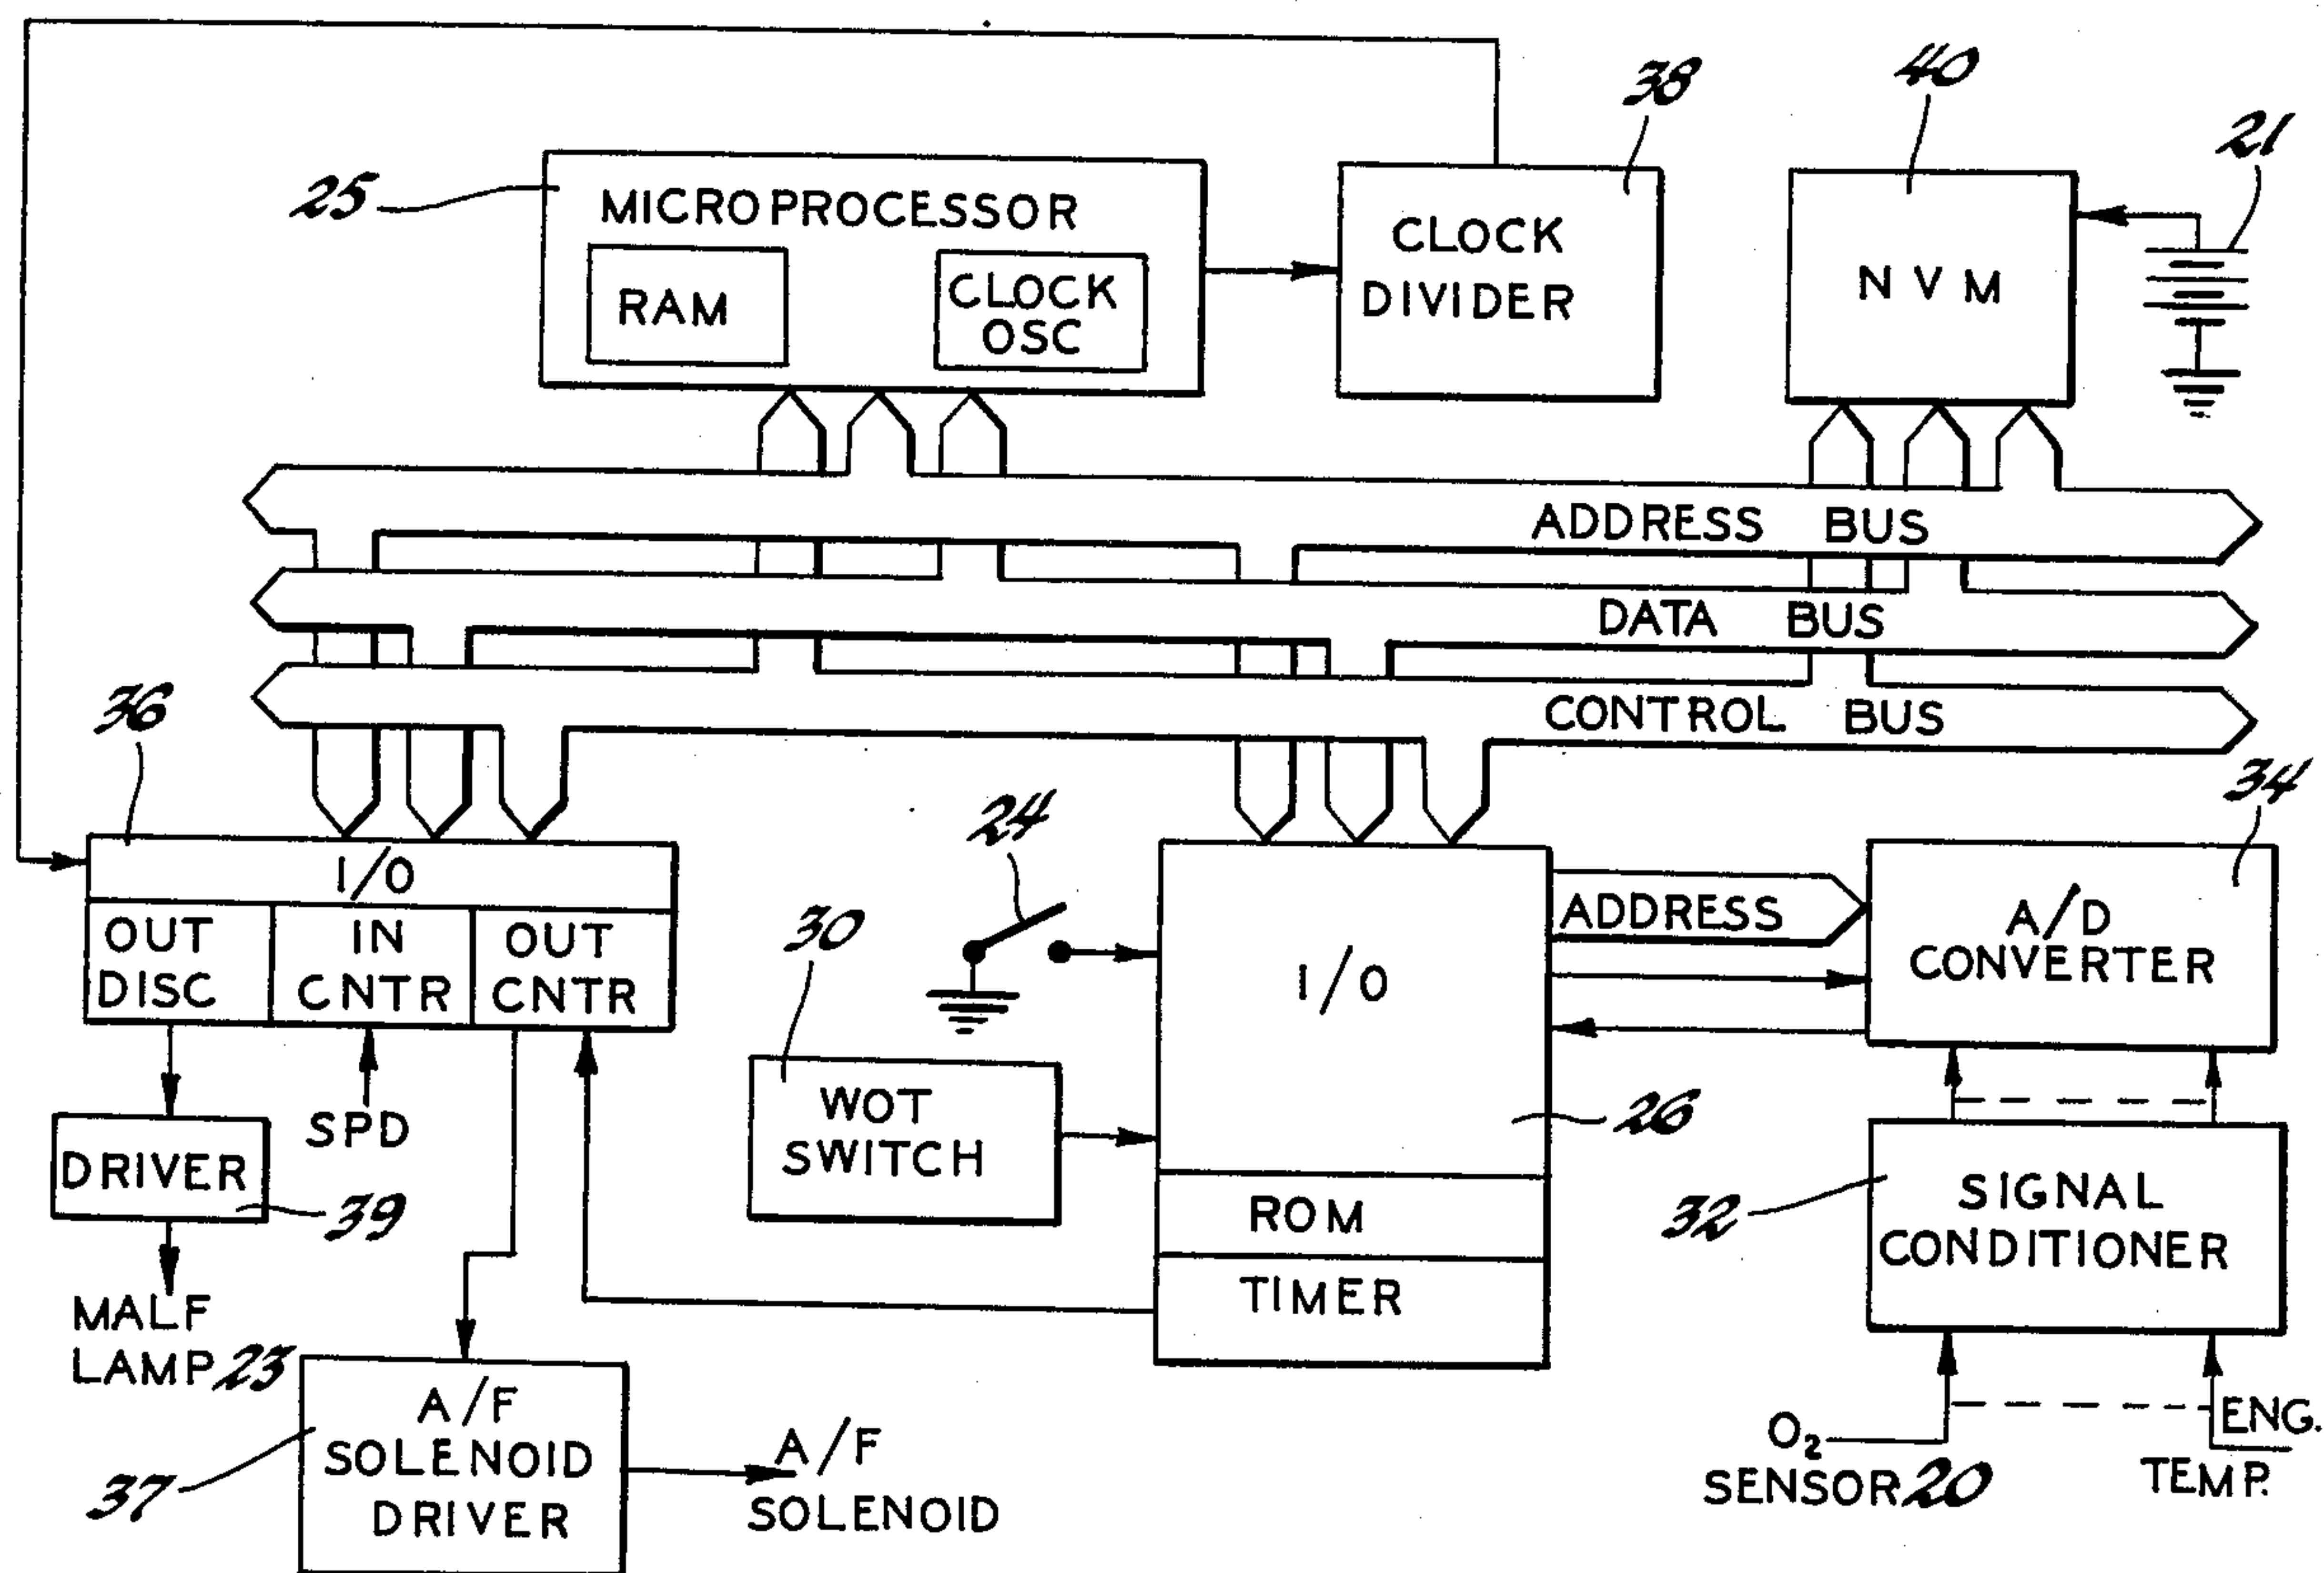 38
40
21
25
MICROPROCESSOR
RAM
CLOCK
OSC
CLOCK
DIVIDER
NVM
ADDRESS BUS
DATA BUS
CONTROL BUS
36
I/O
OUT
DISC
IN
CNTR
OUT
CNTR
24
30
WOT
SWITCH
I/O
ROM
TIMER
26
ADDRESS
34
A/D
CONVERTER
32
SIGNAL
CONDITIONER
O2
SENSOR 20
ENG.
TEMP.
SPD
DRIVER
39
MALF
LAMP 23
37
A/F
SOLENOID
DRIVER
A/F
SOLENOID